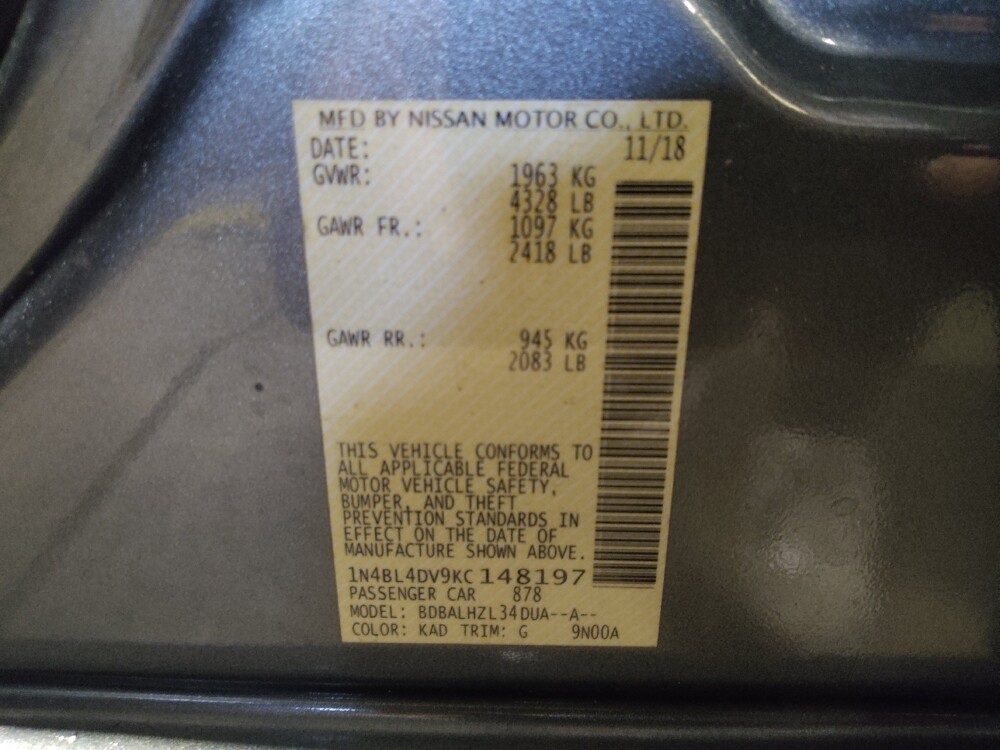 MFD BY NISSAN MOTOR CO., LTD.
DATE: 11/18
GVWR: 1963 KG
4328 LB
GAWR FR.: 1097 KG
2418 LB
GAWR RR.: 945 KG
2083 LB
THIS VEHICLE CONFORMS TO
ALL APPLICABLE FEDERAL
MOTOR VEHICLE SAFETY,
BUMPER, AND THEFT
PREVENTION STANDARDS IN
EFFECT ON THE DATE OF
MANUFACTURE SHOWN ABOVE.
1N4BL4DV9KC148197
PASSENGER CAR 878
MODEL: BDBALHZL34DUA--A--
COLOR: KAD TRIM: G 9N00A